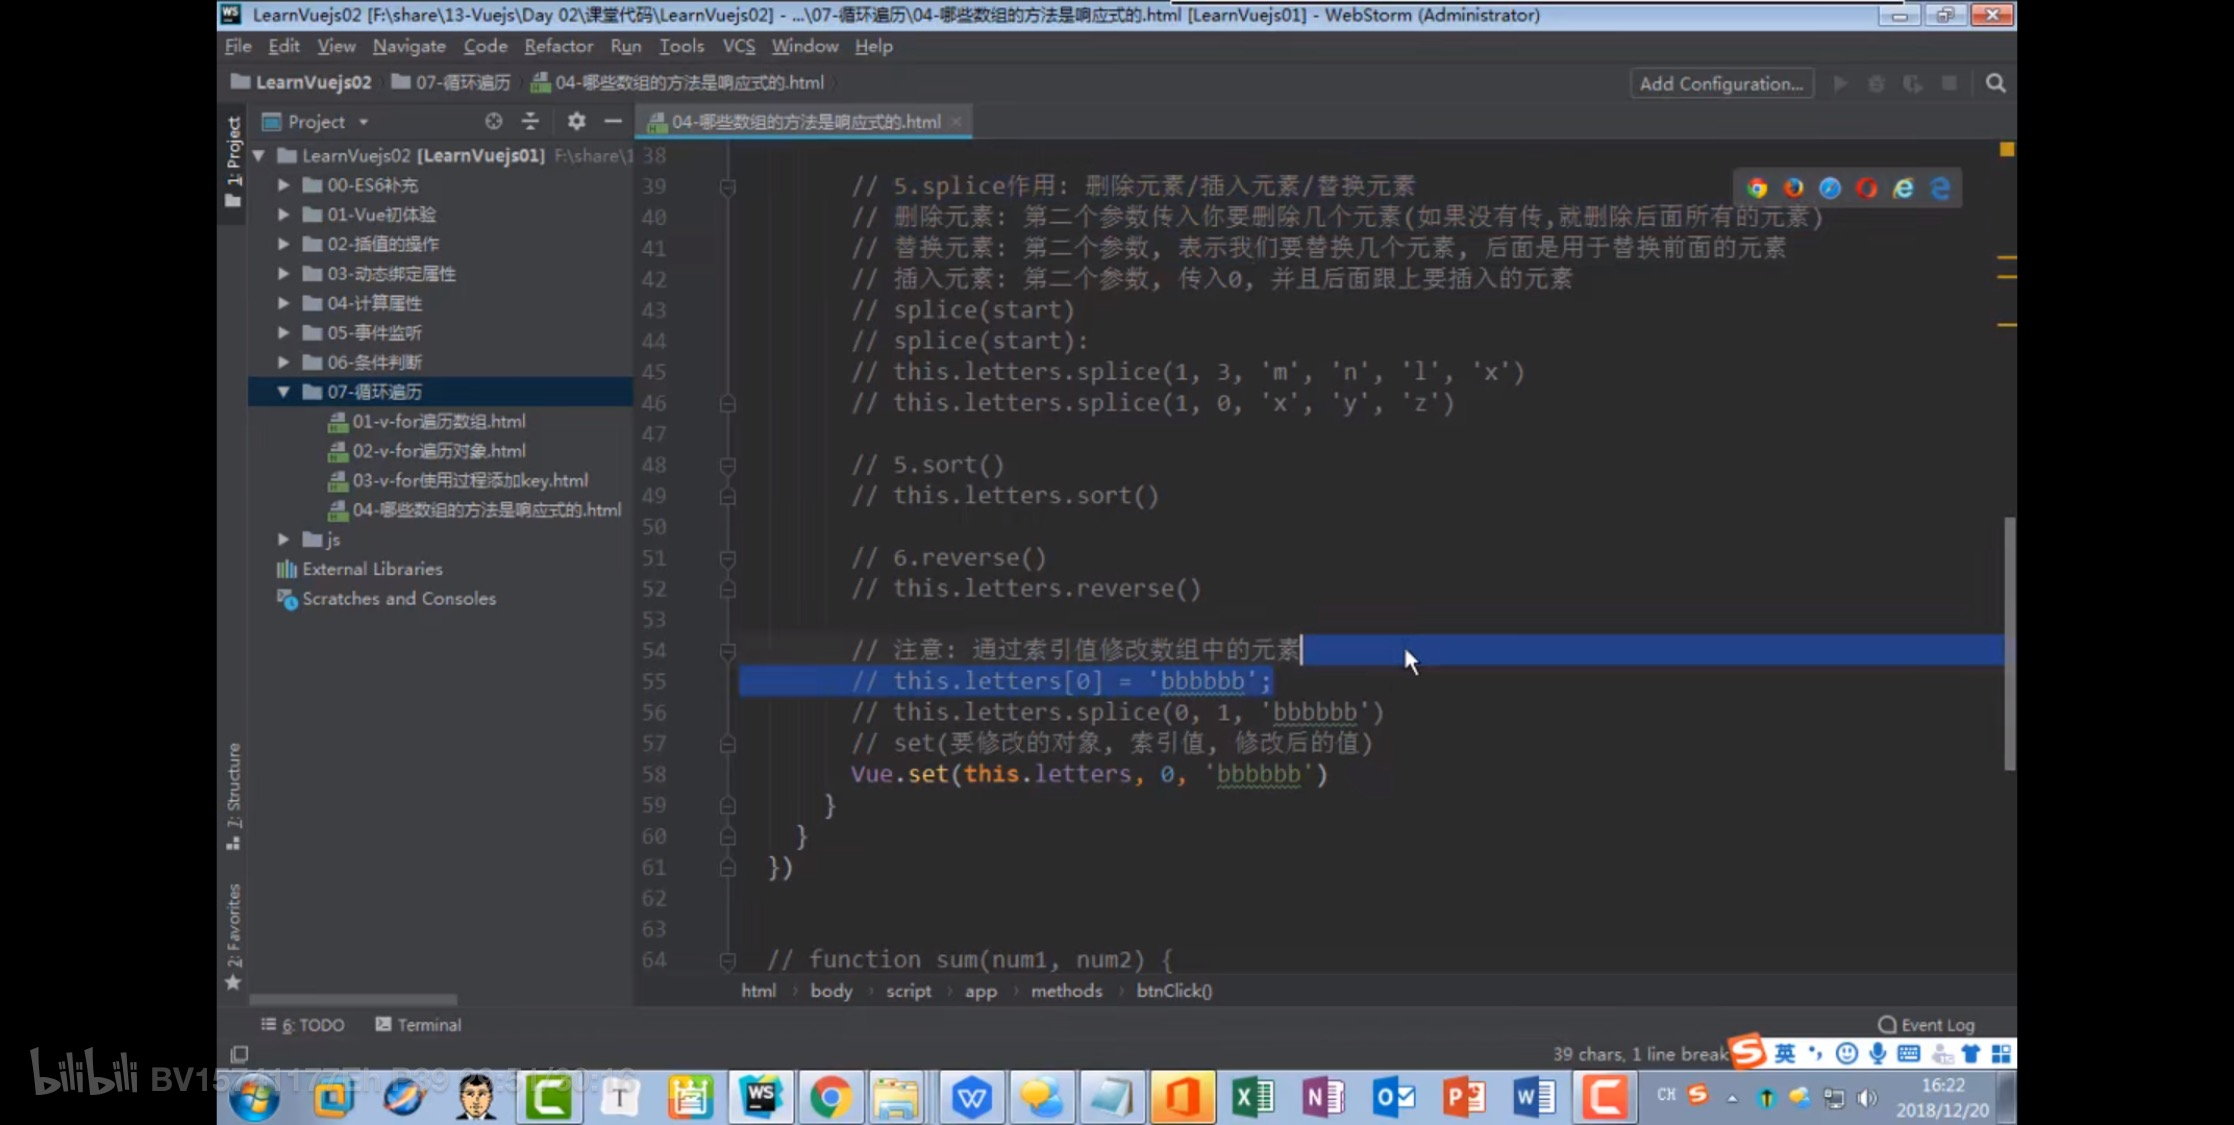 LearnVuejs02 [F:\share\13-Vuejs\Day 02\课堂代码\LearnVuejs02] - ...\07-循环遍历\04-哪些数组的方法是响应式的.html [LearnVuejs01] - WebStorm (Administrator)
File Edit View Navigate Code Refactor Run Tools VCS Window Help
LearnVuejs02 07-循环遍历 04-哪些数组的方法是响应式的.html Add Configuration...
1: Project
Project
04-哪些数组的方法是响应式的.html
LearnVuejs02 [LearnVuejs01] F:\share\1
00-ES6补充
01-Vue初体验
02-插值的操作
03-动态绑定属性
04-计算属性
05-事件监听
06-条件判断
07-循环遍历
01-v-for遍历数组.html
02-v-for遍历对象.html
03-v-for使用过程添加key.html
04-哪些数组的方法是响应式的.html
js
External Libraries
Scratches and Consoles
7: Structure
2: Favorites
38
39 // 5.splice作用: 删除元素/插入元素/替换元素
40 // 删除元素: 第二个参数传入你要删除几个元素(如果没有传,就删除后面所有的元素)
41 // 替换元素: 第二个参数, 表示我们要替换几个元素, 后面是用于替换前面的元素
42 // 插入元素: 第二个参数, 传入0, 并且后面跟上要插入的元素
43 // splice(start)
44 // splice(start):
45 // this.letters.splice(1, 3, 'm', 'n', 'l', 'x')
46 // this.letters.splice(1, 0, 'x', 'y', 'z')
47
48 // 5.sort()
49 // this.letters.sort()
50
51 // 6.reverse()
52 // this.letters.reverse()
53
54 // 注意: 通过索引值修改数组中的元素
55 // this.letters[0] = 'bbbbbb';
56 // this.letters.splice(0, 1, 'bbbbbb')
57 // set(要修改的对象, 索引值, 修改后的值)
58 Vue.set(this.letters, 0, 'bbbbbb')
59 }
60 }
61 })
62
63
64 // function sum(num1, num2) {
html body script app methods btnClick()
6: TODO Terminal Event Log
39 chars, 1 line break
英
bilibili
CH
16:22
2018/12/20